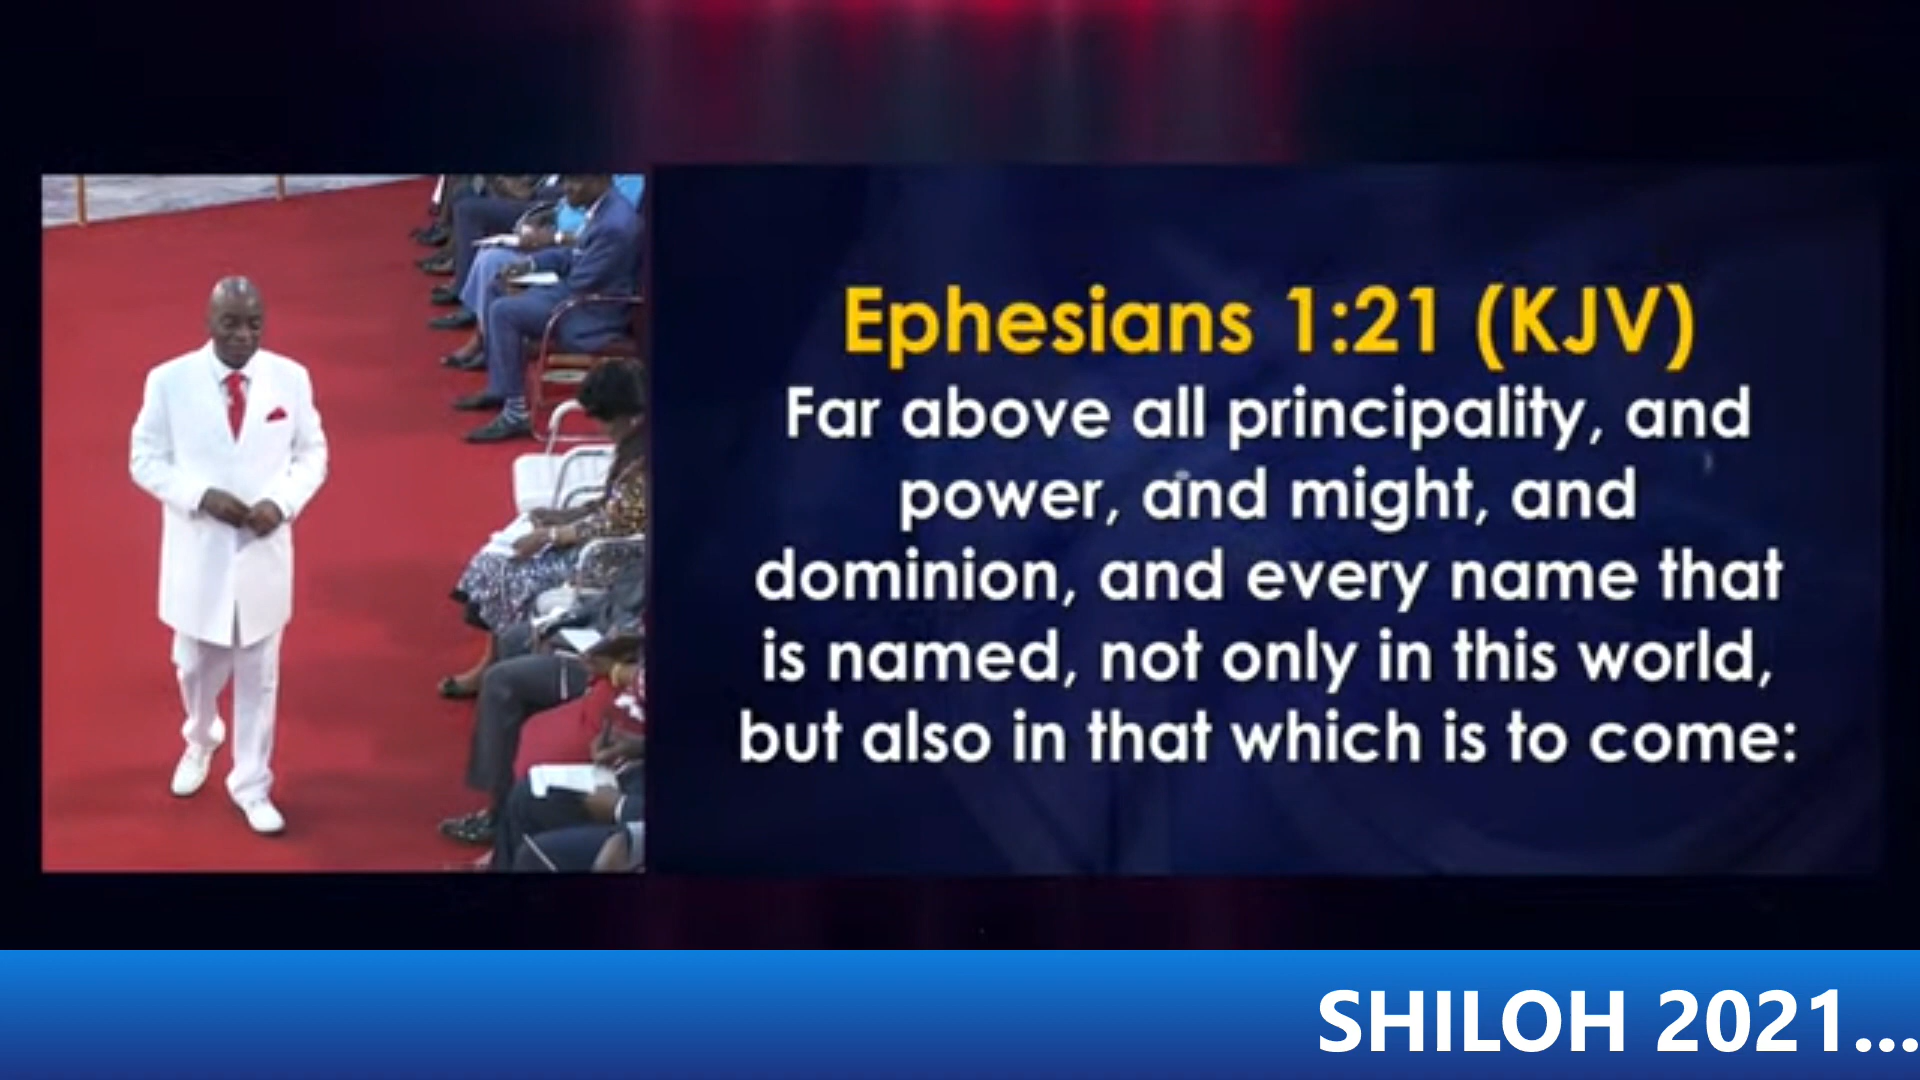 Ephesians 1:21 (KJV)
Far above all principality, and
power, and might, and
dominion, and every name that
is named, not only in this world,
but also in that which is to come:
SHILOH 2021...